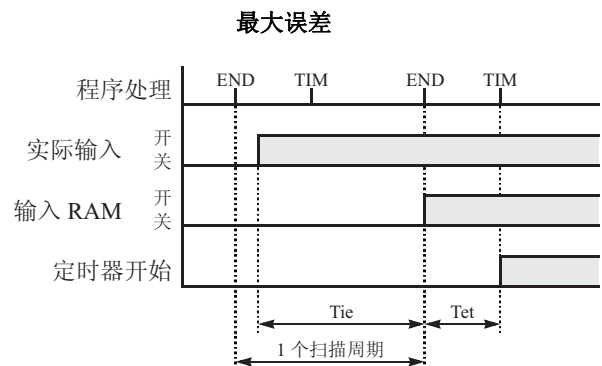 最大误差
程序处理 END TIM END TIM
实际输入 开
关
输入 RAM 开
关
定时器开始
Tie Tet
1 个扫描周期